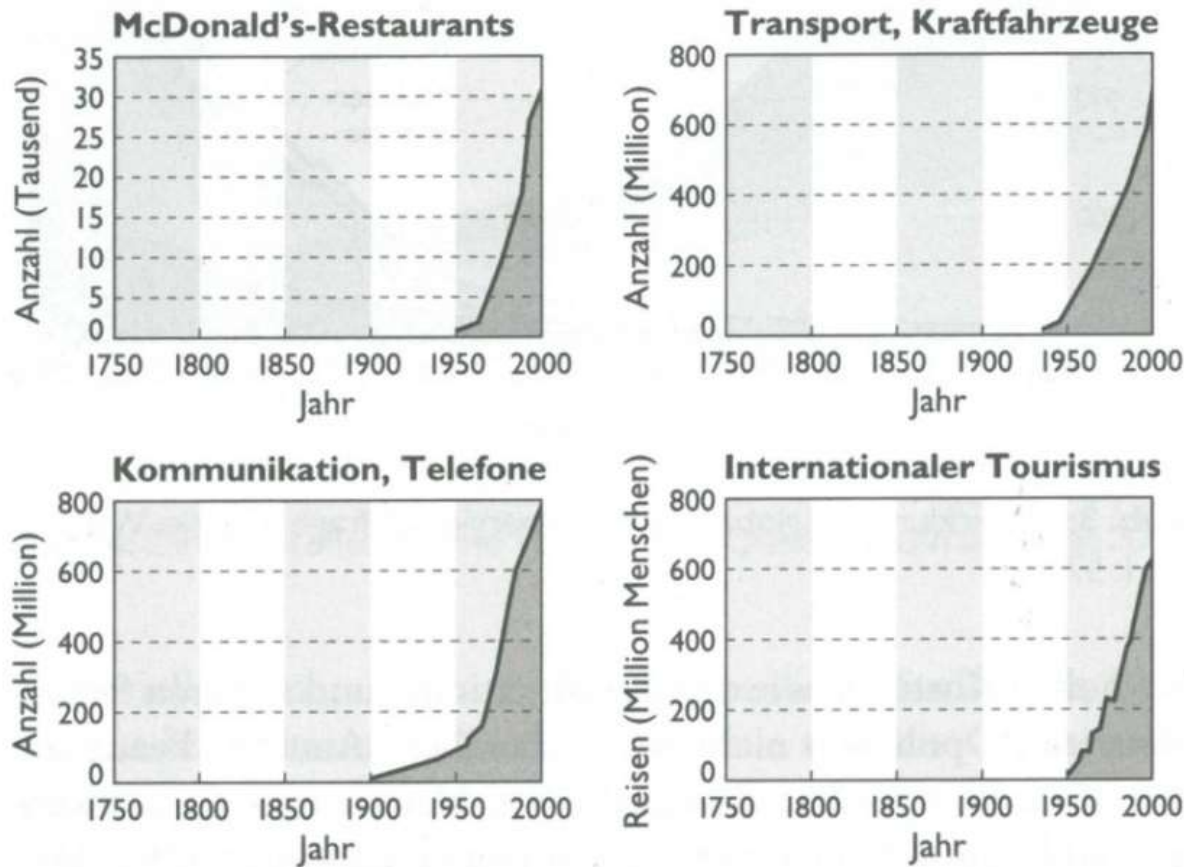 McDonald's-Restaurants
Anzahl (Tausend)
35
30
25
20
15
10
5
0
1750 1800 1850 1900 1950 2000
Jahr
Transport, Kraftfahrzeuge
Anzahl (Million)
800
600
400
200
0
1750 1800 1850 1900 1950 2000
Jahr
Kommunikation, Telefone
Anzahl (Million)
800
600
400
200
0
1750 1800 1850 1900 1950 2000
Jahr
Internationaler Tourismus
Reisen (Million Menschen)
800
600
400
200
0
1750 1800 1850 1900 1950 2000
Jahr